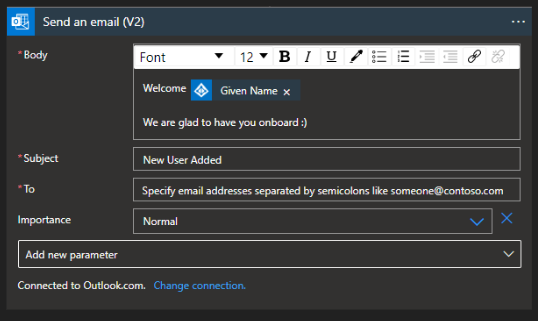 Send an email (V2)
* Body
Font 12 B I U
Welcome Given Name ×
We are glad to have you onboard :)
* Subject
New User Added
* To
Specify email addresses separated by semicolons like someone@contoso.com
Importance
Normal
Add new parameter
Connected to Outlook.com. Change connection.